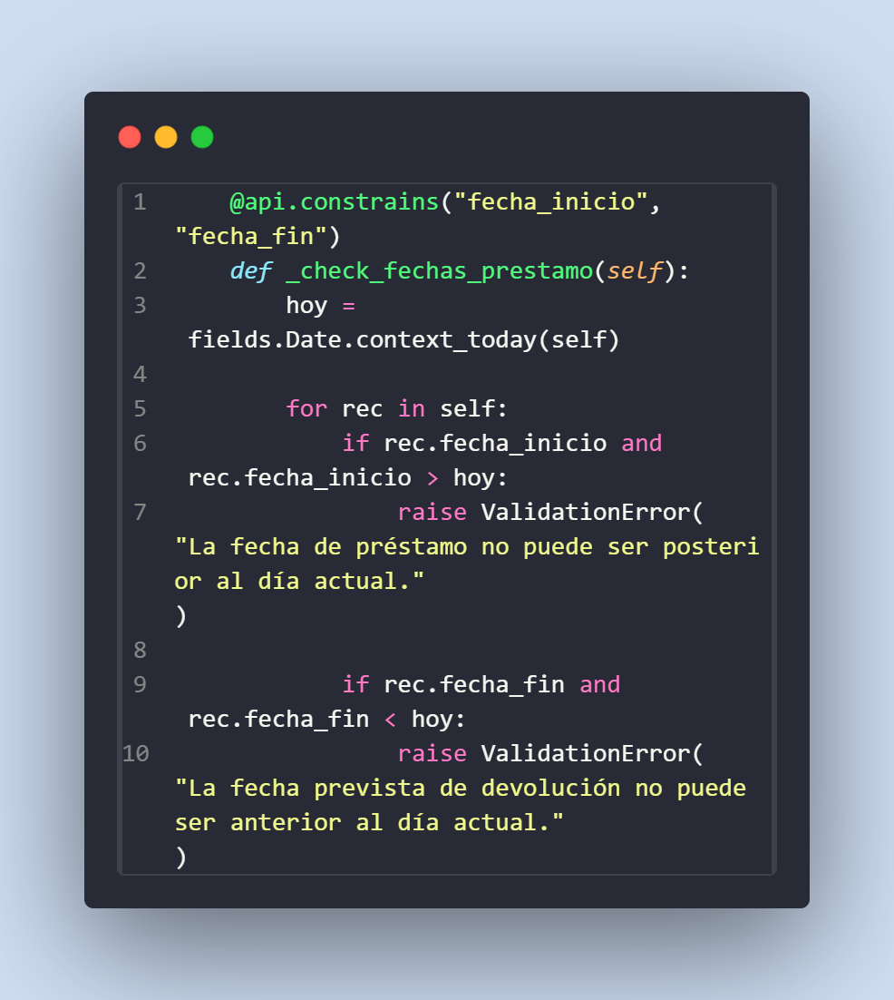 1     @api.constrains("fecha_inicio",
"fecha_fin")
2     def _check_fechas_prestamo(self):
3         hoy =
fields.Date.context_today(self)
4
5         for rec in self:
6             if rec.fecha_inicio and
rec.fecha_inicio > hoy:
7                 raise ValidationError(
"La fecha de préstamo no puede ser posteri
or al día actual."
)
8
9             if rec.fecha_fin and
rec.fecha_fin < hoy:
10                 raise ValidationError(
"La fecha prevista de devolución no puede
ser anterior al día actual."
)